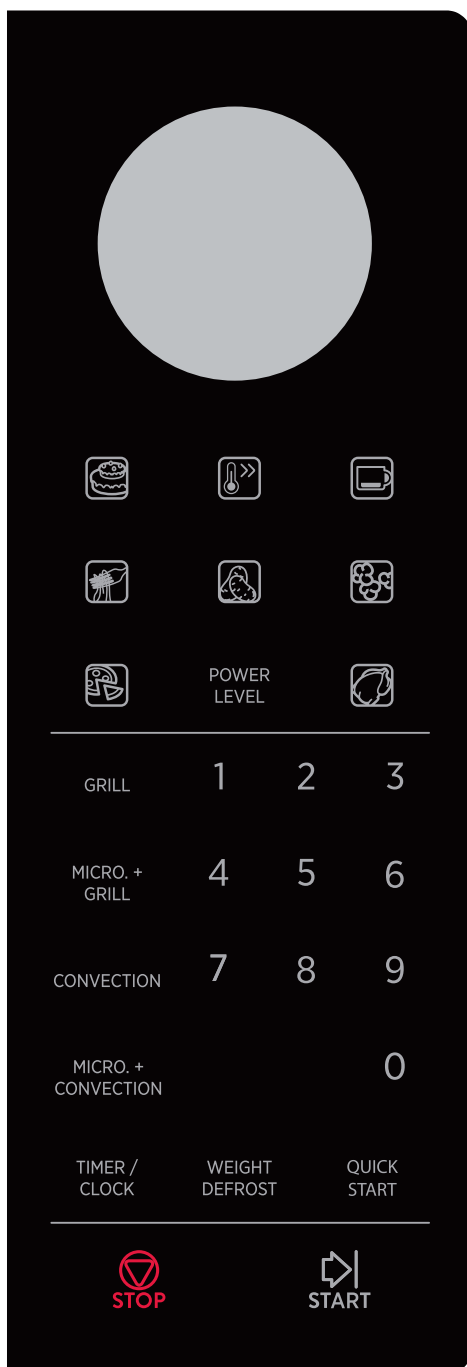 POWER
LEVEL
GRILL
1 2 3
MICRO. +
GRILL
4 5 6
CONVECTION
7 8 9
MICRO. +
CONVECTION
0
TIMER /
CLOCK
WEIGHT
DEFROST
QUICK
START
STOP
START